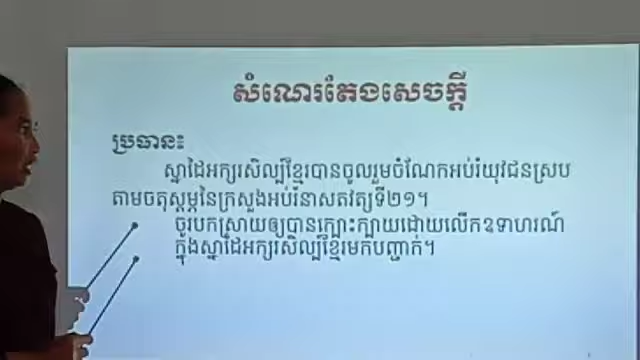 សំណេរតែងសេចក្ដី
ប្រធាន៖
ស្នាដៃអក្សរសិល្ប៍ខ្មែរបានចូលរួមចំណែកអប់រំយុវជនស្រប
តាមចតុស្តម្ភនៃក្រសួងអប់រំនាសតវត្យទី២១។
ចូរបកស្រាយឲ្យបានក្បោះក្បាយដោយលើកឧទាហរណ៍
ក្នុងស្នាដៃអក្សរសិល្ប៍ខ្មែរមកបញ្ជាក់។